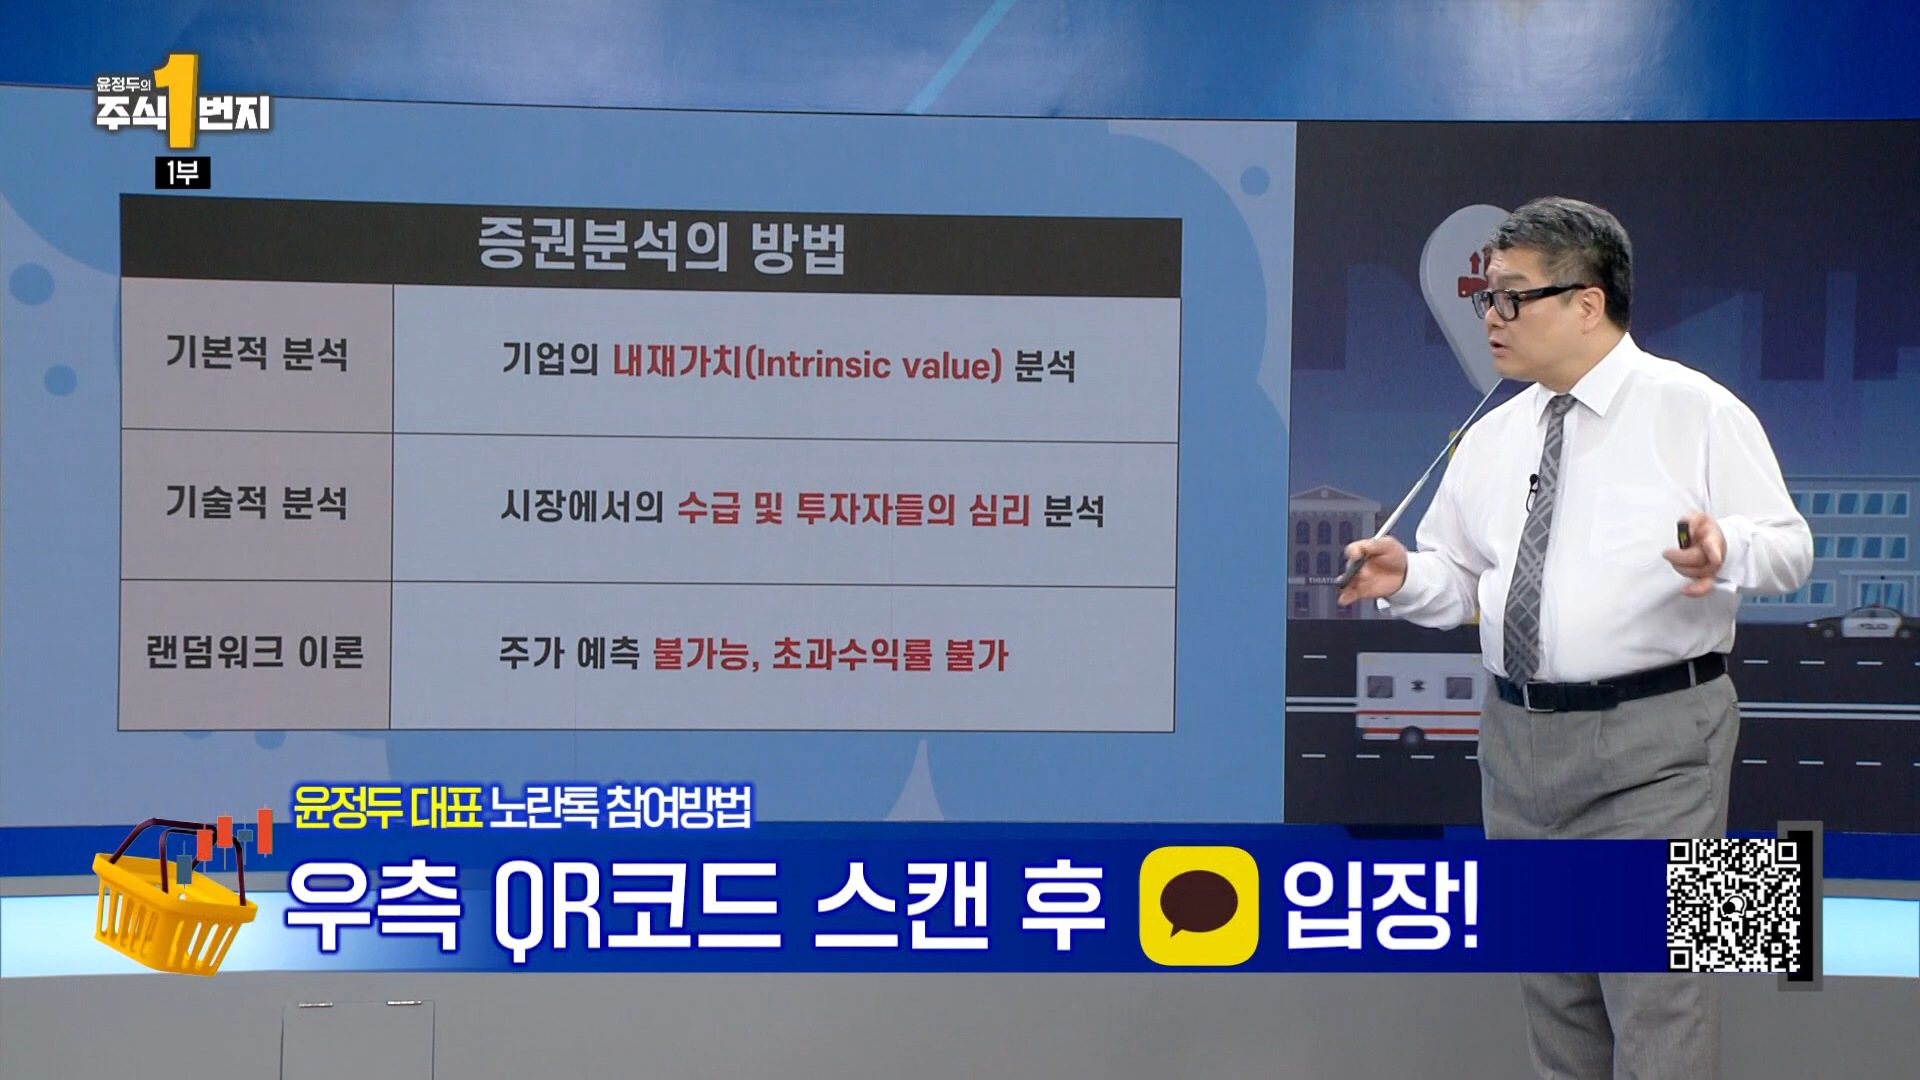 윤정두의
주식1번지
1부
증권분석의 방법
기본적 분석
기업의 내재가치(Intrinsic value) 분석
기술적 분석
시장에서의 수급 및 투자자들의 심리 분석
랜덤워크 이론
주가 예측 불가능, 초과수익률 불가
THEATRE
POLICE
윤정두 대표 노란톡 참여방법
우측 QR코드 스캔 후 입장!